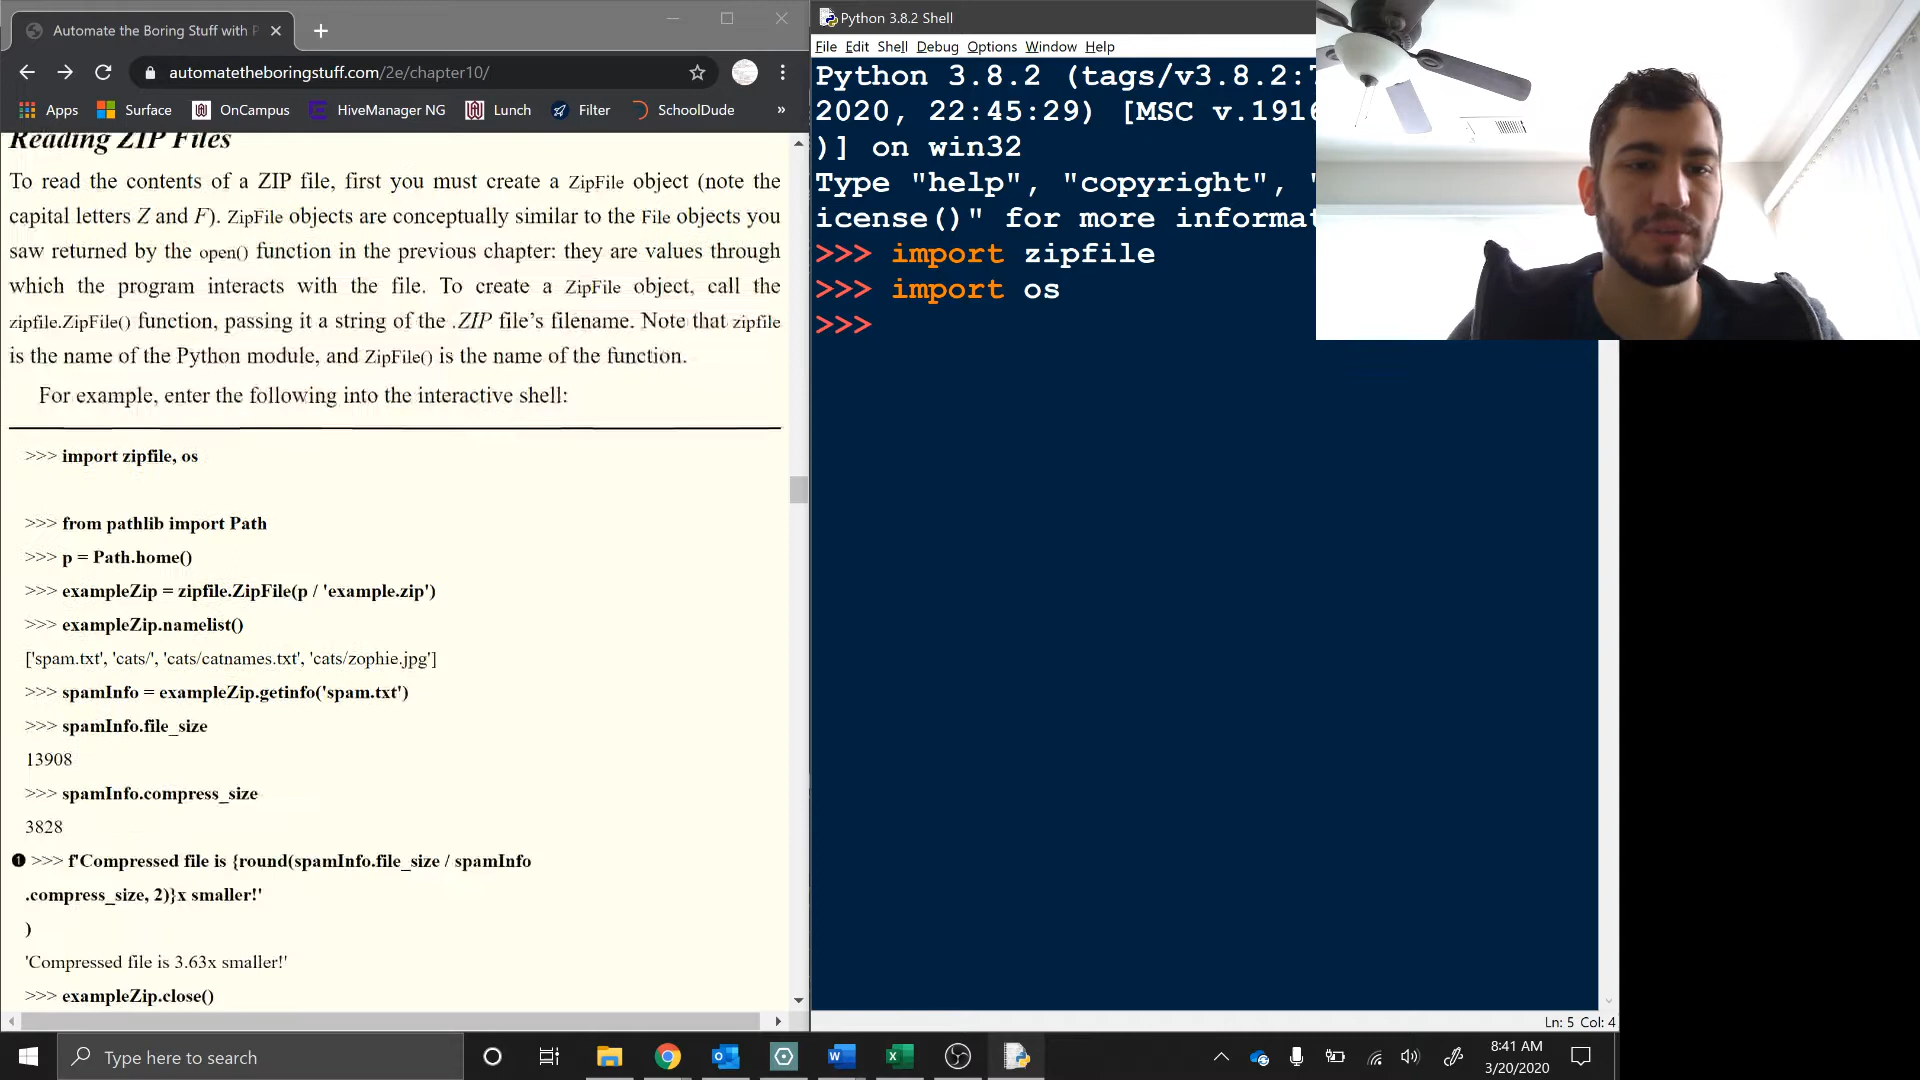 Automate the Boring Stuff with P
automatetheboringstuff.com/2e/chapter10/
Apps
Surface
OnCampus
HiveManager NG
Lunch
Filter
SchoolDude
»
Reading ZIP Files
To read the contents of a ZIP file, first you must create a ZipFile object (note the
capital letters Z and F). ZipFile objects are conceptually similar to the File objects you
saw returned by the open() function in the previous chapter: they are values through
which the program interacts with the file. To create a ZipFile object, call the
zipfile.ZipFile() function, passing it a string of the .ZIP file’s filename. Note that zipfile
is the name of the Python module, and ZipFile() is the name of the function.
For example, enter the following into the interactive shell:
>>> import zipfile, os
>>> from pathlib import Path
>>> p = Path.home()
>>> exampleZip = zipfile.ZipFile(p / 'example.zip')
>>> exampleZip.namelist()
['spam.txt', 'cats/', 'cats/catnames.txt', 'cats/zophie.jpg']
>>> spamInfo = exampleZip.getinfo('spam.txt')
>>> spamInfo.file_size
13908
>>> spamInfo.compress_size
3828
❶ >>> f'Compressed file is {round(spamInfo.file_size / spamInfo
.compress_size, 2)}x smaller!'
)
'Compressed file is 3.63x smaller!'
>>> exampleZip.close()
Python 3.8.2 Shell
File Edit Shell Debug Options Window Help
Python 3.8.2 (tags/v3.8.2:
2020, 22:45:29) [MSC v.191
)] on win32
Type "help", "copyright", "
icense()" for more informat
>>> import zipfile
>>> import os
>>>
Ln: 5 Col: 4
Type here to search
8:41 AM
3/20/2020